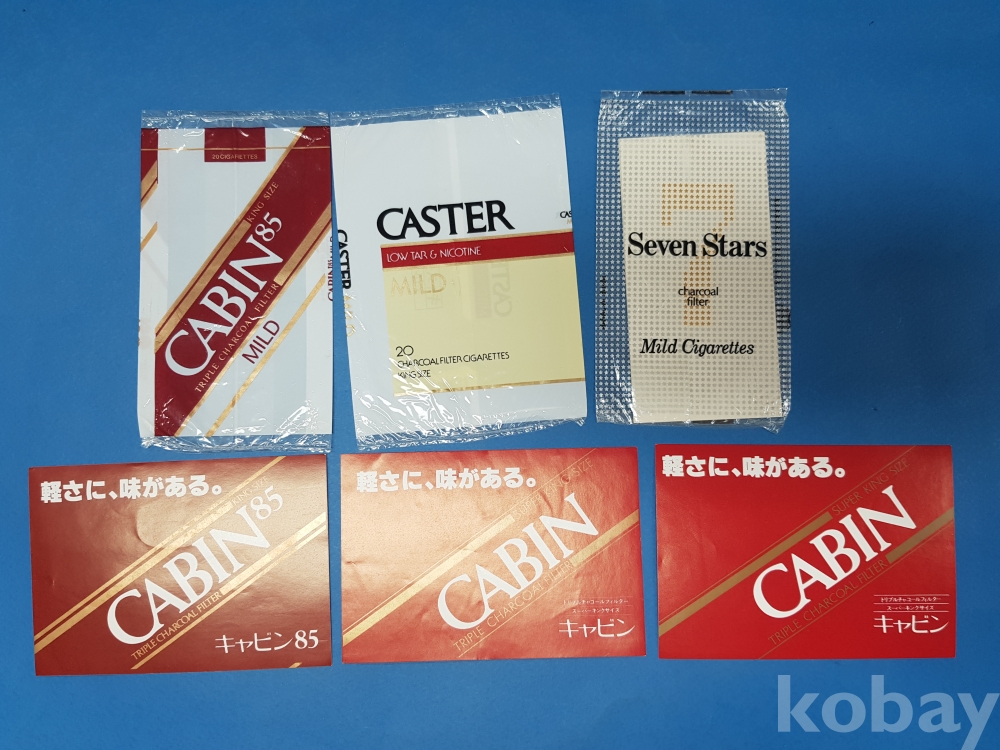 20 CIGARETTES
KING SIZE
CABIN85
TRIPLE CHARCOAL FILTER
MILD
CASTER
CASTER
LOW TAR & NICOTINE
MILD
20
CHARCOAL FILTER CIGARETTES
KING SIZE
7
Seven Stars
charcoal
filter
Mild Cigarettes
軽さに、味がある。
KING SIZE
CABIN85
TRIPLE CHARCOAL FILTER
キャビン85
軽さに、味がある。
SUPER KING SIZE
CABIN
TRIPLE CHARCOAL FILTER
トリプルチャコールフィルター
スーパーキングサイズ
キャビン
軽さに、味がある。
SUPER KING SIZE
CABIN
TRIPLE CHARCOAL FILTER
トリプルチャコールフィルター
スーパーキングサイズ
キャビン
kobay